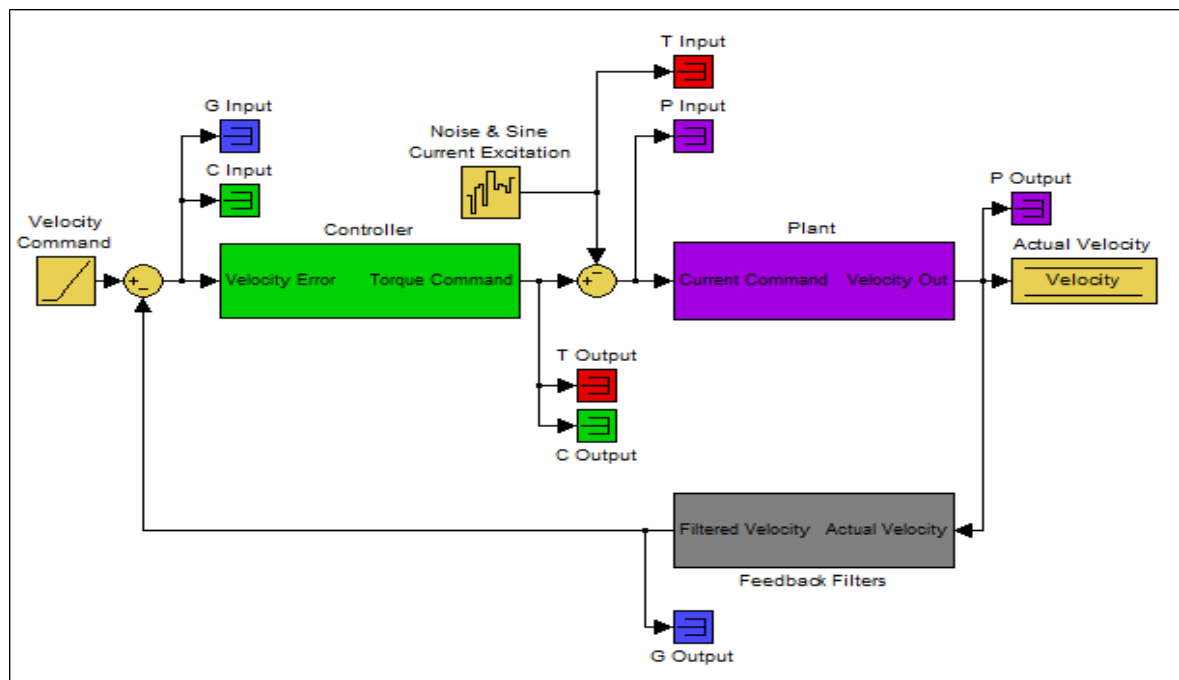 T Input
G Input
P Input
Noise & Sine
Current Excitation
C Input
P Output
Velocity
Command
Controller
Plant
Actual Velocity
+
−
Velocity Error
Torque Command
−
+
Current Command
Velocity Out
Velocity
T Output
C Output
Filtered Velocity
Actual Velocity
Feedback Filters
G Output